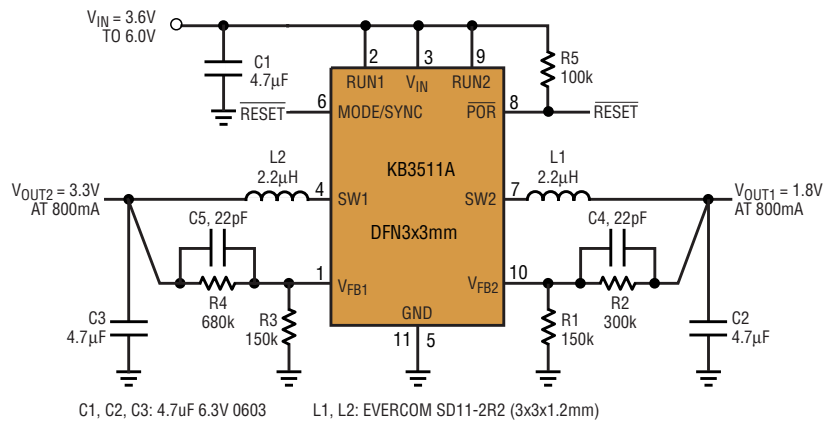 VIN = 3.6V
TO 6.0V
C1
4.7µF
2
3
9
RUN1
VIN
RUN2
R5
100k
RESET
6
MODE/SYNC
POR
8
RESET
KB3511A
L2
2.2µH
L1
2.2µH
VOUT2 = 3.3V
AT 800mA
4
SW1
SW2
7
VOUT1 = 1.8V
AT 800mA
C5, 22pF
DFN3x3mm
C4, 22pF
1
VFB1
VFB2
10
R4
680k
R3
150k
GND
R1
150k
R2
300k
C3
4.7µF
C2
4.7µF
11
5
C1, C2, C3: 4.7uF 6.3V 0603
L1, L2: EVERCOM SD11-2R2 (3x3x1.2mm)